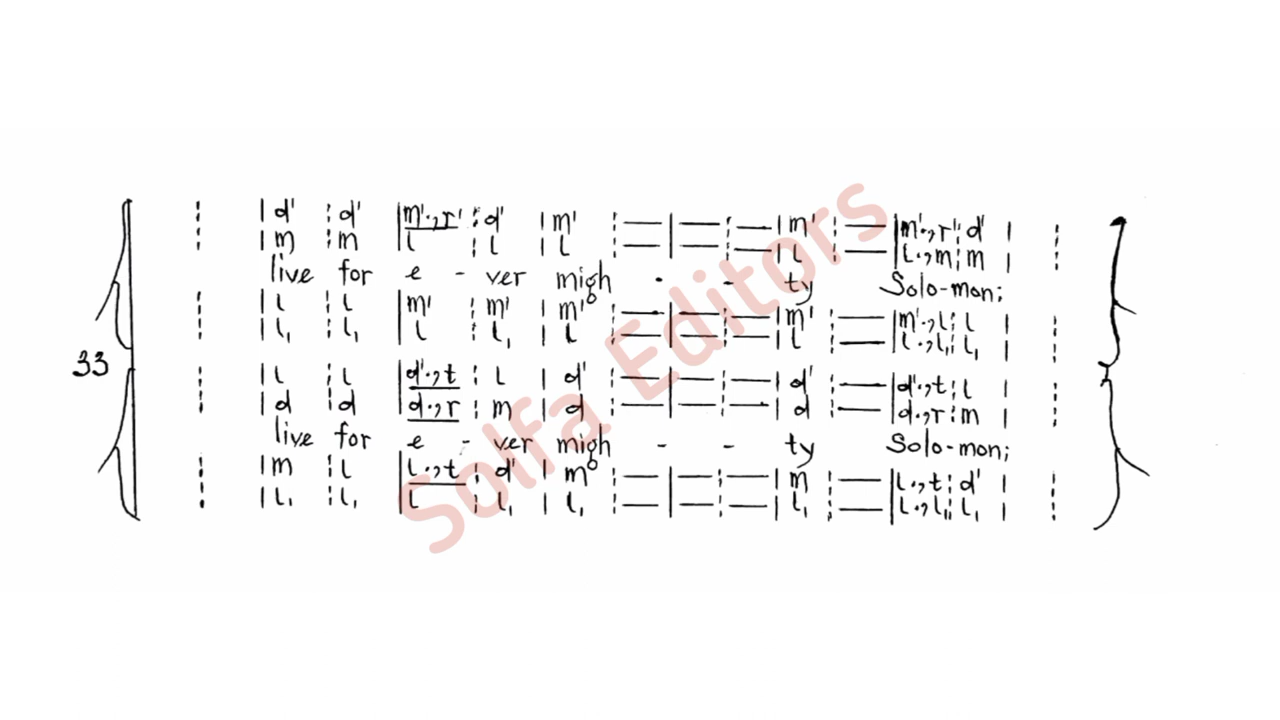 ¦ | d' ¦ d' | m'.,r' ¦ d' | m' ¦ — | — ¦ — | m' ¦ — | m'.,r' ¦ d' | ¦
¦ | m ¦ m | l ¦ l | l ¦ — | — ¦ — | l ¦ — | l.,m ¦ m | ¦
live for e - ver migh - - ty Solo-mon;
¦ | l ¦ l | m' ¦ m' | m' ¦ — | — ¦ — | m' ¦ — | m'.,l ¦ l | ¦
¦ | l, ¦ l, | l ¦ l, | l ¦ — | — ¦ — | l ¦ — | l.,l, ¦ l, | ¦
33
¦ | l ¦ l | d'.,t ¦ l | d' ¦ — | — ¦ — | d' ¦ — | d'.,t ¦ l | ¦
¦ | d ¦ d | d.,r ¦ m | d ¦ — | — ¦ — | d ¦ — | d.,r ¦ m | ¦
live for e - ver migh - - ty Solo-mon;
¦ | m ¦ l | l.,t ¦ d' | m ¦ — | — ¦ — | m ¦ — | l.,t ¦ d' | ¦
¦ | l, ¦ l, | l ¦ l, | l, ¦ — | — ¦ — | l, ¦ — | l.,l, ¦ l, | ¦
Solfa Editors